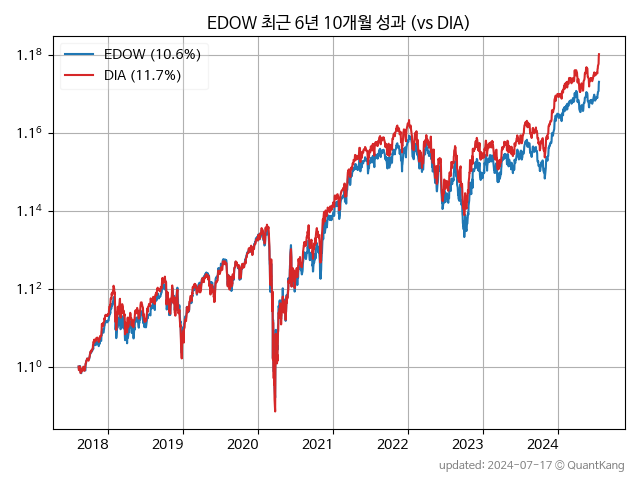 EDOW 최근 6년 10개월 성과 (vs DIA)
EDOW (10.6%)
DIA (11.7%)
1.1⁸
1.1⁶
1.1⁴
1.1²
1.1⁰
2018 2019 2020 2021 2022 2023 2024
updated: 2024-07-17 © QuantKang